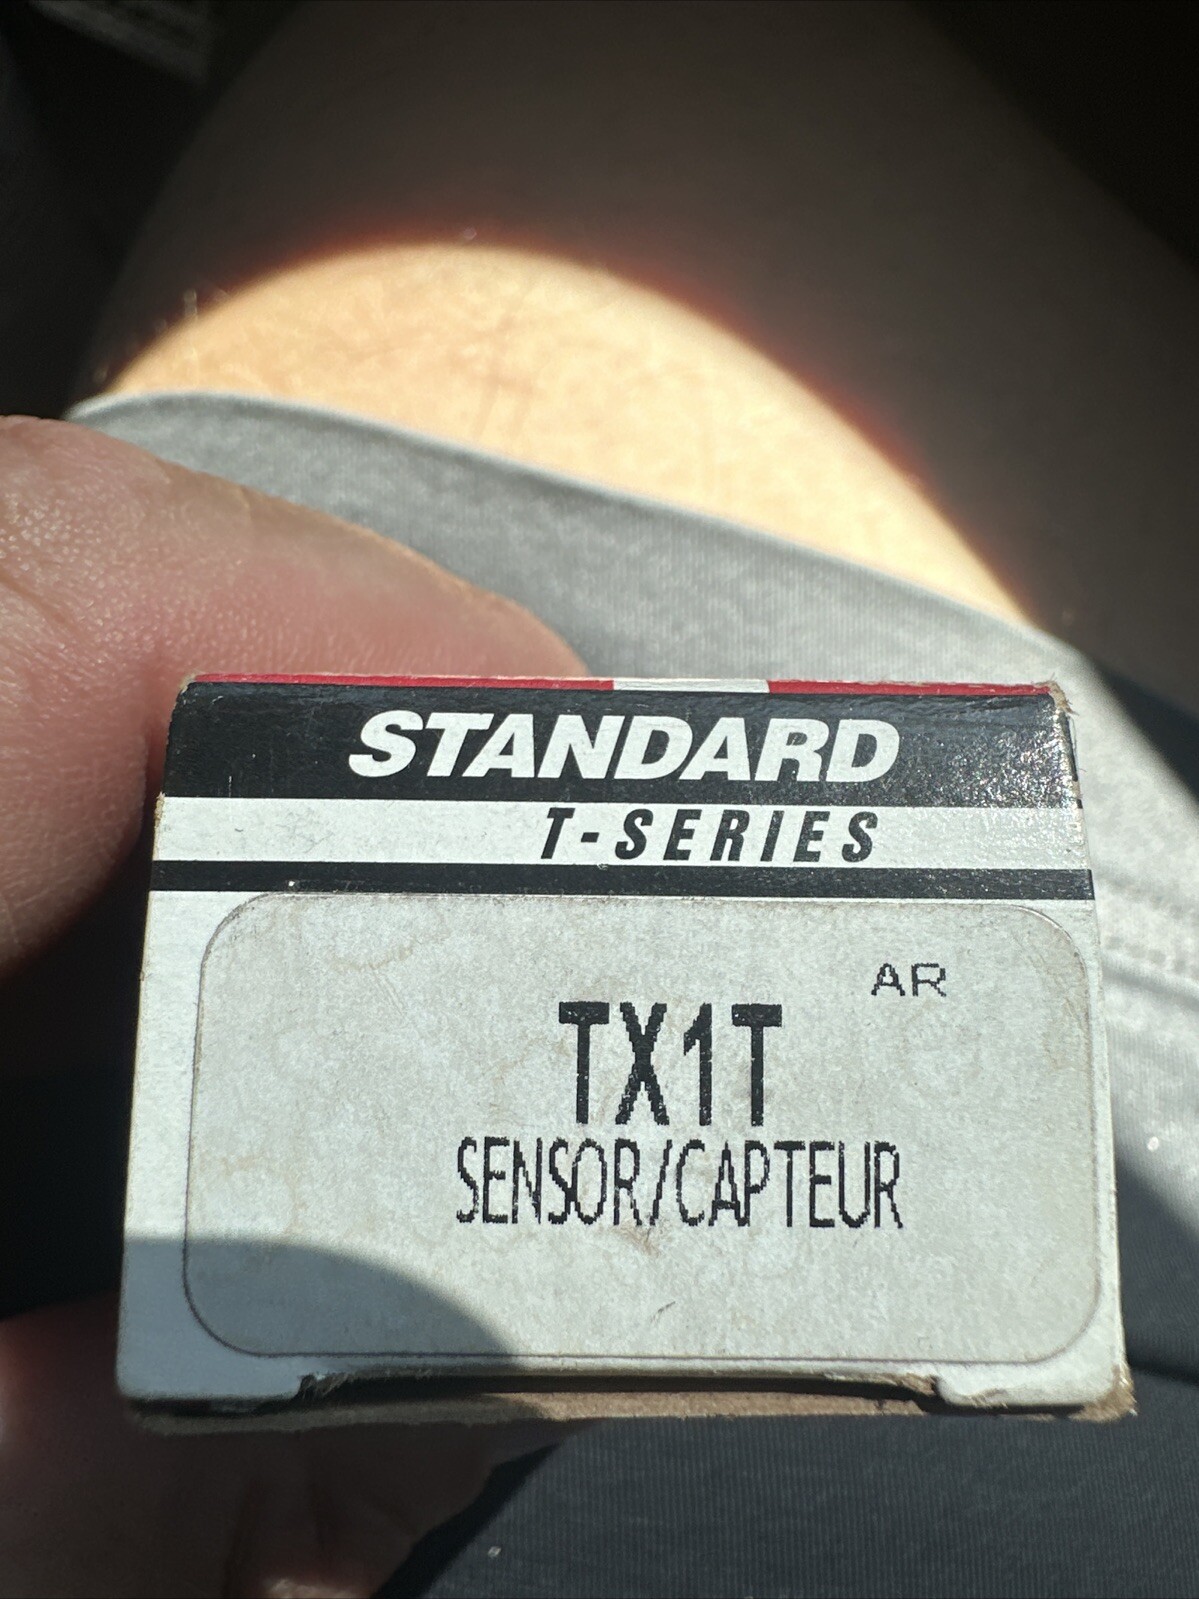 STANDARD
T-SERIES
AR
TX1T
SENSOR/CAPTEUR